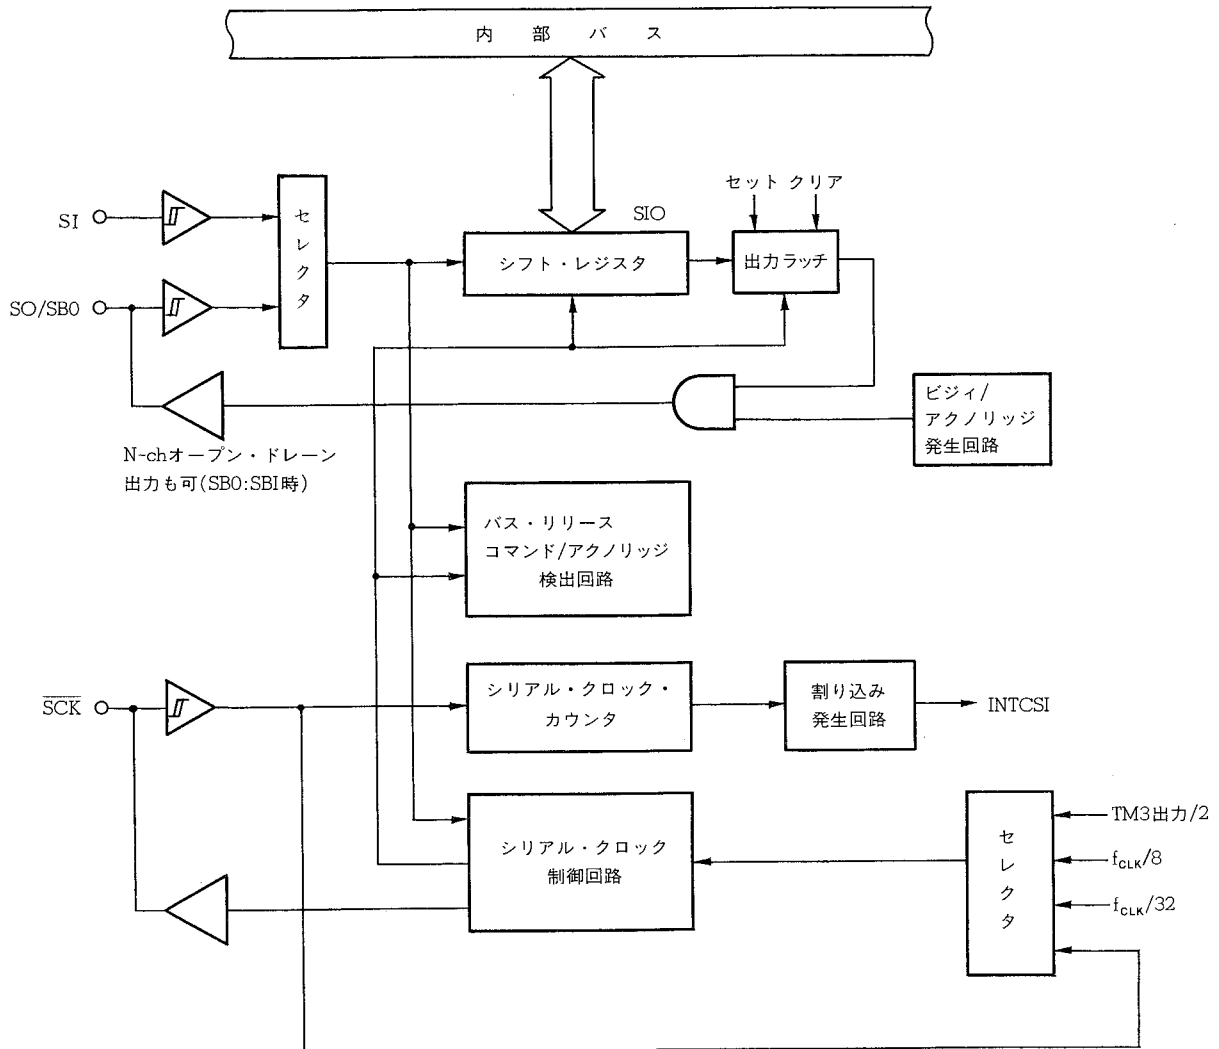 内部バス
セット クリア
SI
セレクタ
SIO
シフト・レジスタ
出力ラッチ
SO/SB0
ビジィ/
アクノリッジ
発生回路
N-chオープン・ドレーン
出力も可(SB0:SBI時)
バス・リリース
コマンド/アクノリッジ
検出回路
SCK
シリアル・クロック・
カウンタ
割り込み
発生回路
INTCSI
シリアル・クロック
制御回路
セレクタ
TM3出力/2
fCLK/8
fCLK/32